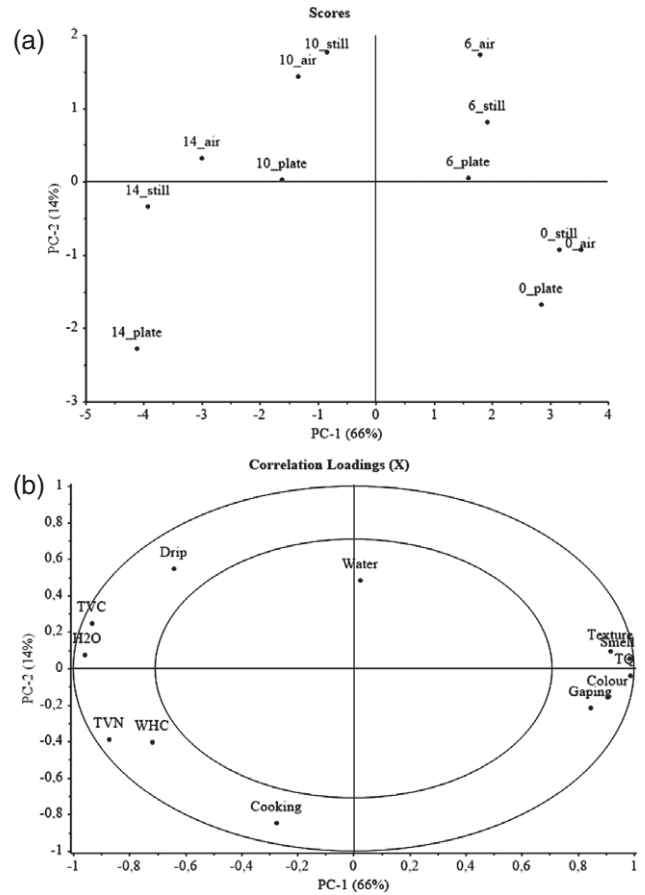 (a)
Scores
2
1
0
-1
-2
-3
PC-2 (14%)
10_still
10_air
6_air
6_still
14_air
10_plate
6_plate
14_still
0_still
0_air
0_plate
14_plate
-5 -4 -3 -2 -1 0 1 2 3 4
PC-1 (66%)
(b)
Correlation Loadings (X)
1
0,8
0,6
0,4
0,2
0
-0,2
-0,4
-0,6
-0,8
-1
PC-2 (14%)
Drip
Water
TVC
H2O
Texture
Smell
TQ
Colour
Gaping
TVN
WHC
Cooking
-1 -0,8 -0,6 -0,4 -0,2 0 0,2 0,4 0,6 0,8 1
PC-1 (66%)